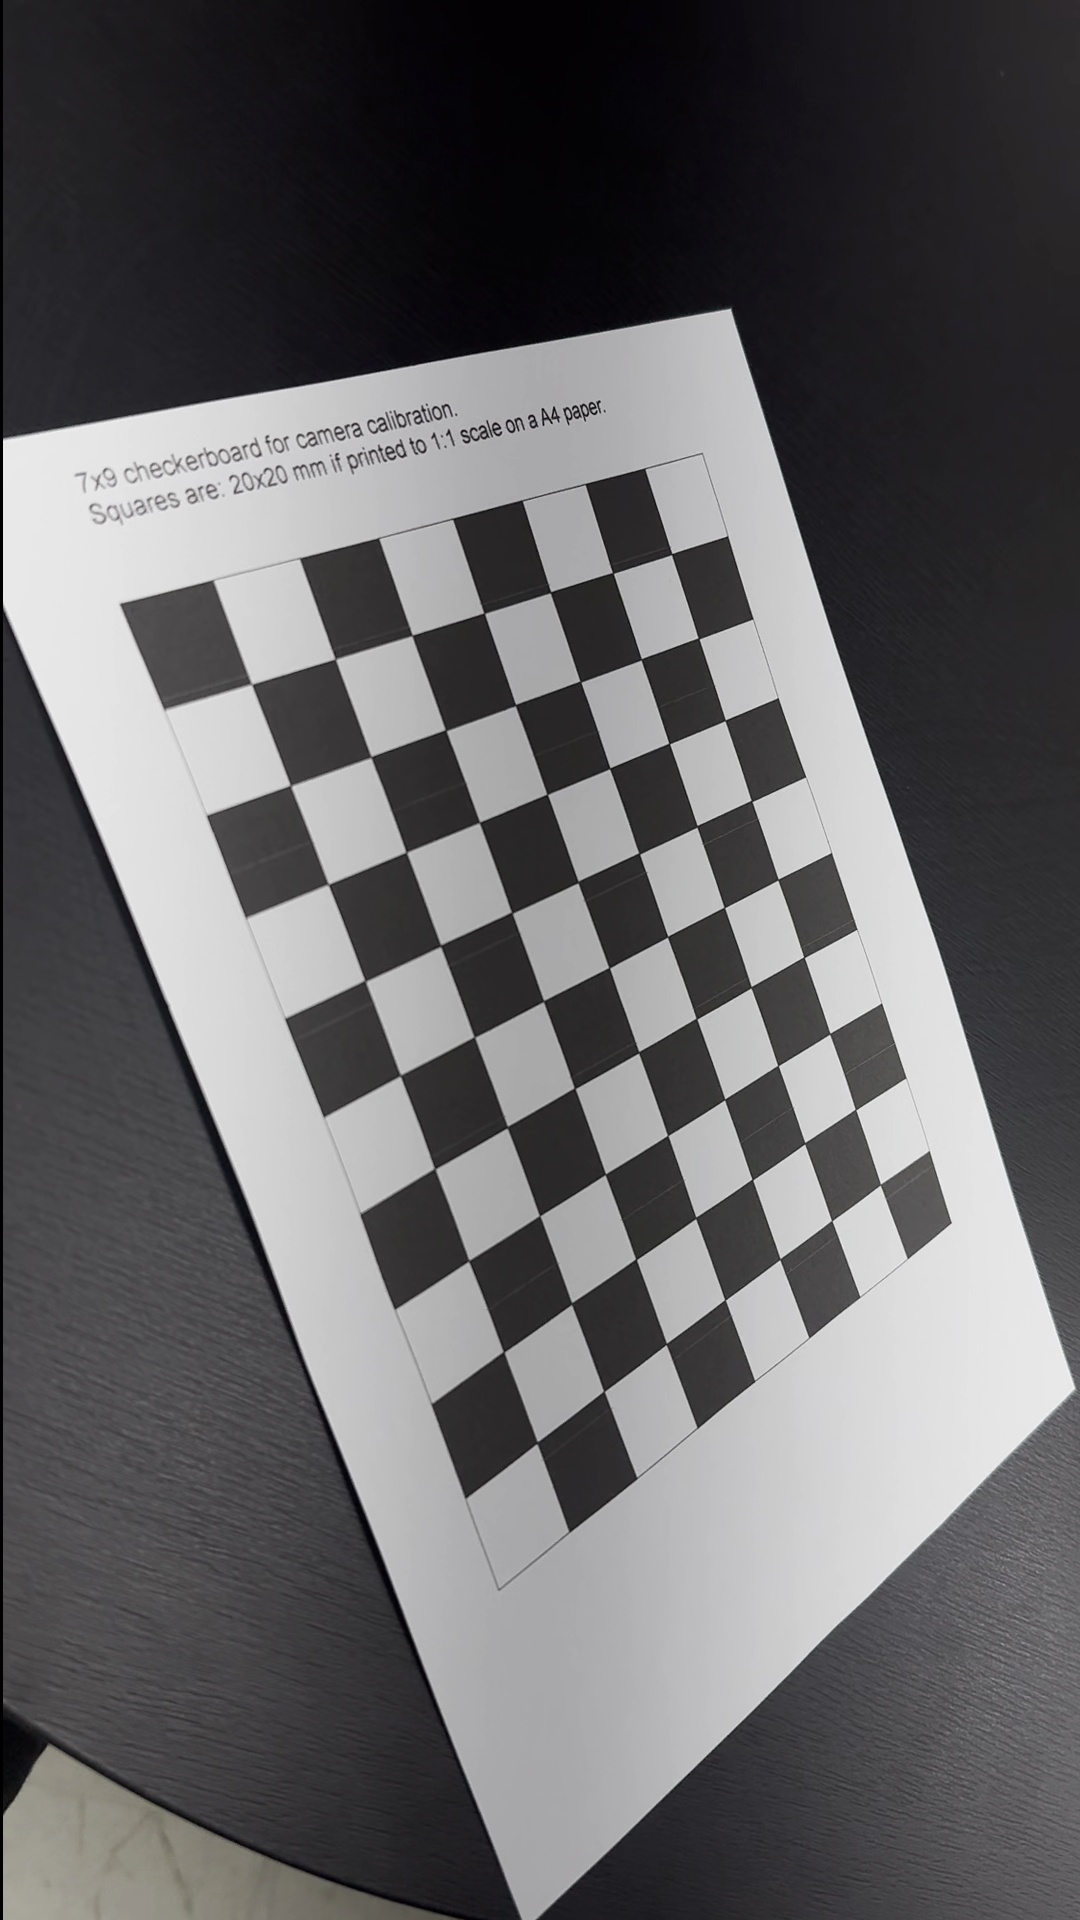 7x9 checkerboard for camera calibration.
Squares are: 20x20 mm if printed to 1:1 scale on a A4 paper.